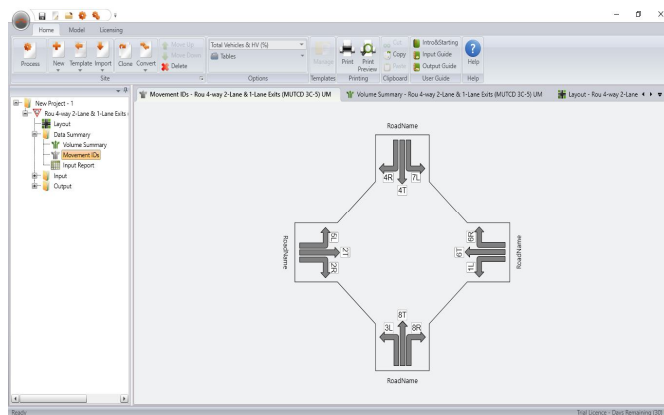 Home Model Licensing
Process New Template Import Clone Convert Move Up Move Down Delete
Total Vehicles & HV (%)
Tables
Manage Print Print Preview Cut Copy Paste
Intro&Starting
Input Guide
Output Guide
Help
Site Options Templates Printing Clipboard User Guide Help
New Project - 1
Rou 4-way 2-Lane & 1-Lane Exits
Layout
Data Summary
Volume Summary
Movement IDs
Input Report
Input
Output
Movement IDs - Rou 4-way 2-Lane & 1-Lane Exits (MUTCD 3C-5) UM
Volume Summary - Rou 4-way 2-Lane & 1-Lane Exits (MUTCD 3C-5) UM
Layout - Rou 4-way 2-Lane
RoadName
4R 7L
4T
RoadName
5L
2T
2R
6R
6T
1L
RoadName
8T
3L 8R
RoadName
Ready
Trial Licence - Days Remaining (30)